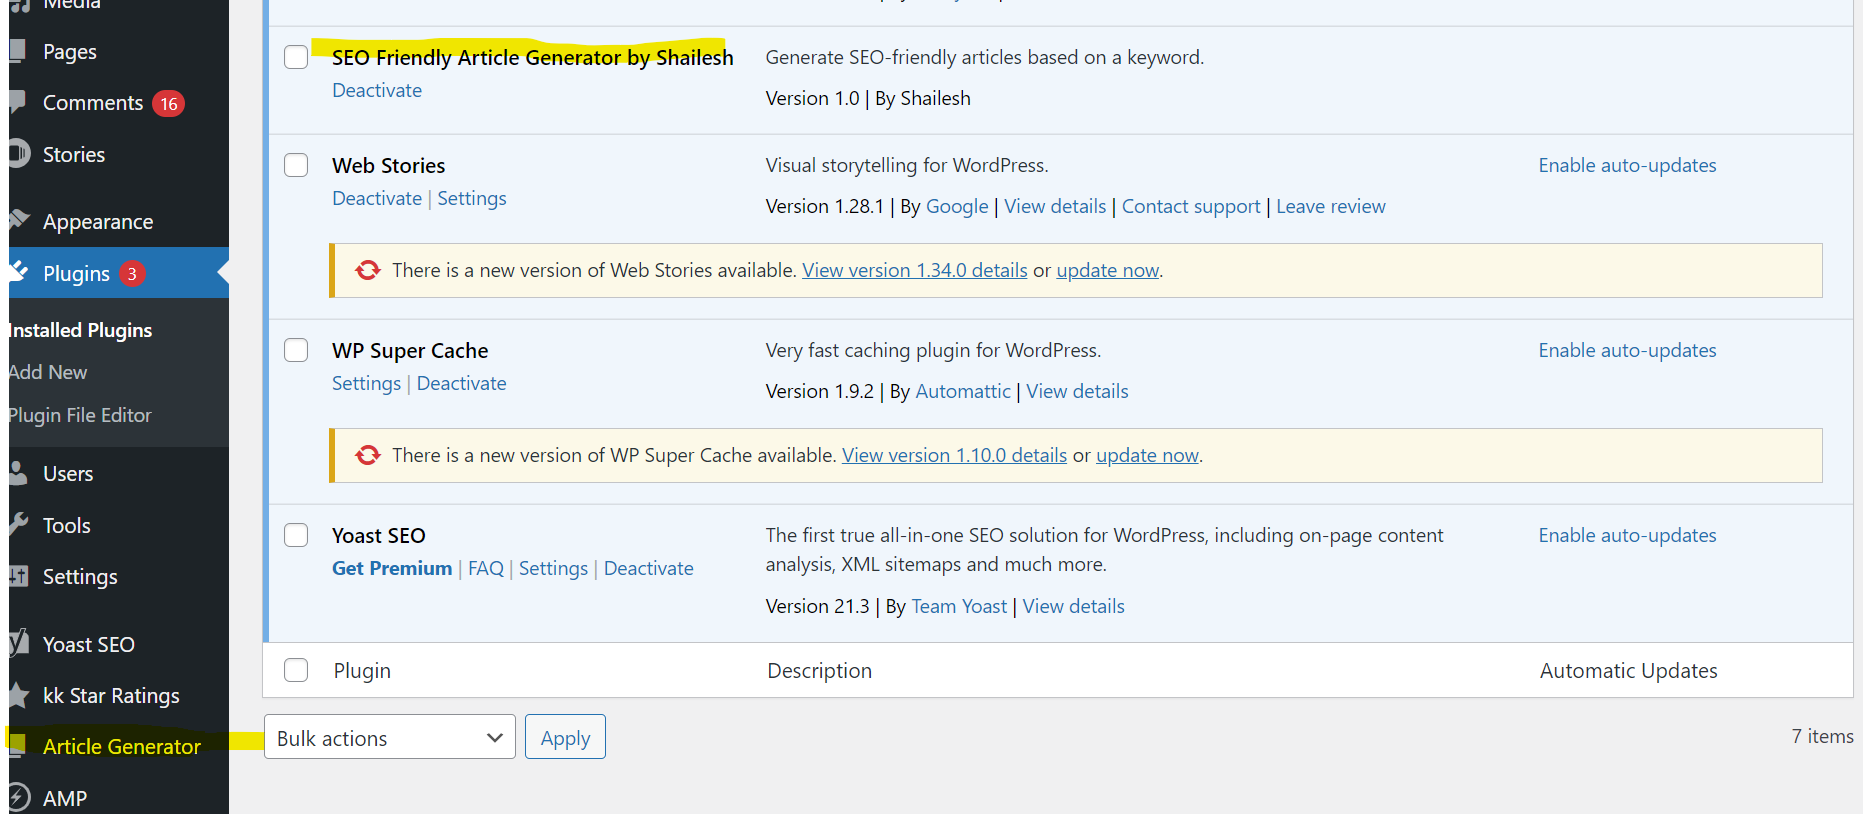 Media
Pages
Comments 16
Stories
Appearance
Plugins 3
Installed Plugins
Add New
Plugin File Editor
Users
Tools
Settings
Yoast SEO
kk Star Ratings
Article Generator
AMP
SEO Friendly Article Generator by Shailesh
Deactivate
Generate SEO-friendly articles based on a keyword.
Version 1.0 | By Shailesh
Web Stories
Deactivate | Settings
Visual storytelling for WordPress.
Version 1.28.1 | By Google | View details | Contact support | Leave review
Enable auto-updates
There is a new version of Web Stories available. View version 1.34.0 details or update now.
WP Super Cache
Settings | Deactivate
Very fast caching plugin for WordPress.
Version 1.9.2 | By Automattic | View details
Enable auto-updates
There is a new version of WP Super Cache available. View version 1.10.0 details or update now.
Yoast SEO
Get Premium | FAQ | Settings | Deactivate
The first true all-in-one SEO solution for WordPress, including on-page content
analysis, XML sitemaps and much more.
Version 21.3 | By Team Yoast | View details
Enable auto-updates
Plugin
Description
Automatic Updates
Bulk actions
Apply
7 items